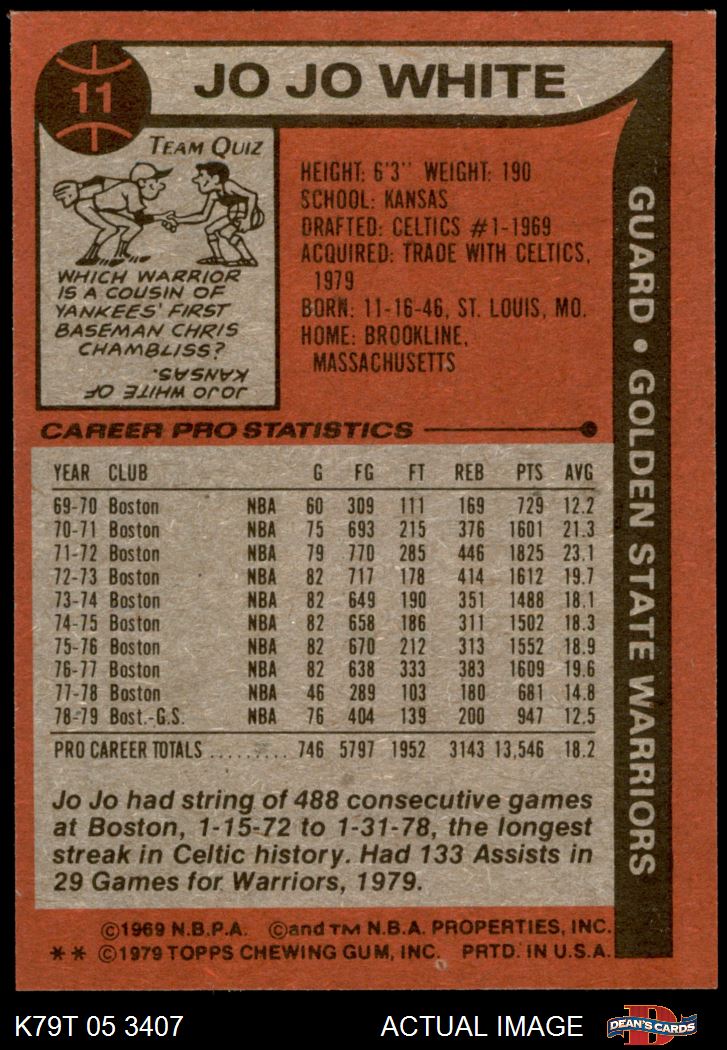 11
JO JO WHITE
TEAM QUIZ
WHICH WARRIOR
IS A COUSIN OF
YANKEES' FIRST
BASEMAN CHRIS
CHAMBLISS?
JOJO WHITE OF
KANSAS.
HEIGHT: 6'3" WEIGHT: 190
SCHOOL: KANSAS
DRAFTED: CELTICS #1-1969
ACQUIRED: TRADE WITH CELTICS,
1979
BORN: 11-16-46, ST. LOUIS, MO.
HOME: BROOKLINE,
MASSACHUSETTS
GUARD • GOLDEN STATE WARRIORS
CAREER PRO STATISTICS
YEAR CLUB G FG FT REB PTS AVG
69-70 Boston NBA 60 309 111 169 729 12.2
70-71 Boston NBA 75 693 215 376 1601 21.3
71-72 Boston NBA 79 770 285 446 1825 23.1
72-73 Boston NBA 82 717 178 414 1612 19.7
73-74 Boston NBA 82 649 190 351 1488 18.1
74-75 Boston NBA 82 658 186 311 1502 18.3
75-76 Boston NBA 82 670 212 313 1552 18.9
76-77 Boston NBA 82 638 333 383 1609 19.6
77-78 Boston NBA 46 289 103 180 681 14.8
78-79 Bost.-G.S. NBA 76 404 139 200 947 12.5
PRO CAREER TOTALS .......... 746 5797 1952 3143 13,546 18.2
Jo Jo had string of 488 consecutive games
at Boston, 1-15-72 to 1-31-78, the longest
streak in Celtic history. Had 133 Assists in
29 Games for Warriors, 1979.
©1969 N.B.P.A. ©and TM N.B.A. PROPERTIES, INC.
** ©1979 TOPPS CHEWING GUM, INC. PRTD. IN U.S.A.
K79T 05 3407 ACTUAL IMAGE DEAN'S CARDS